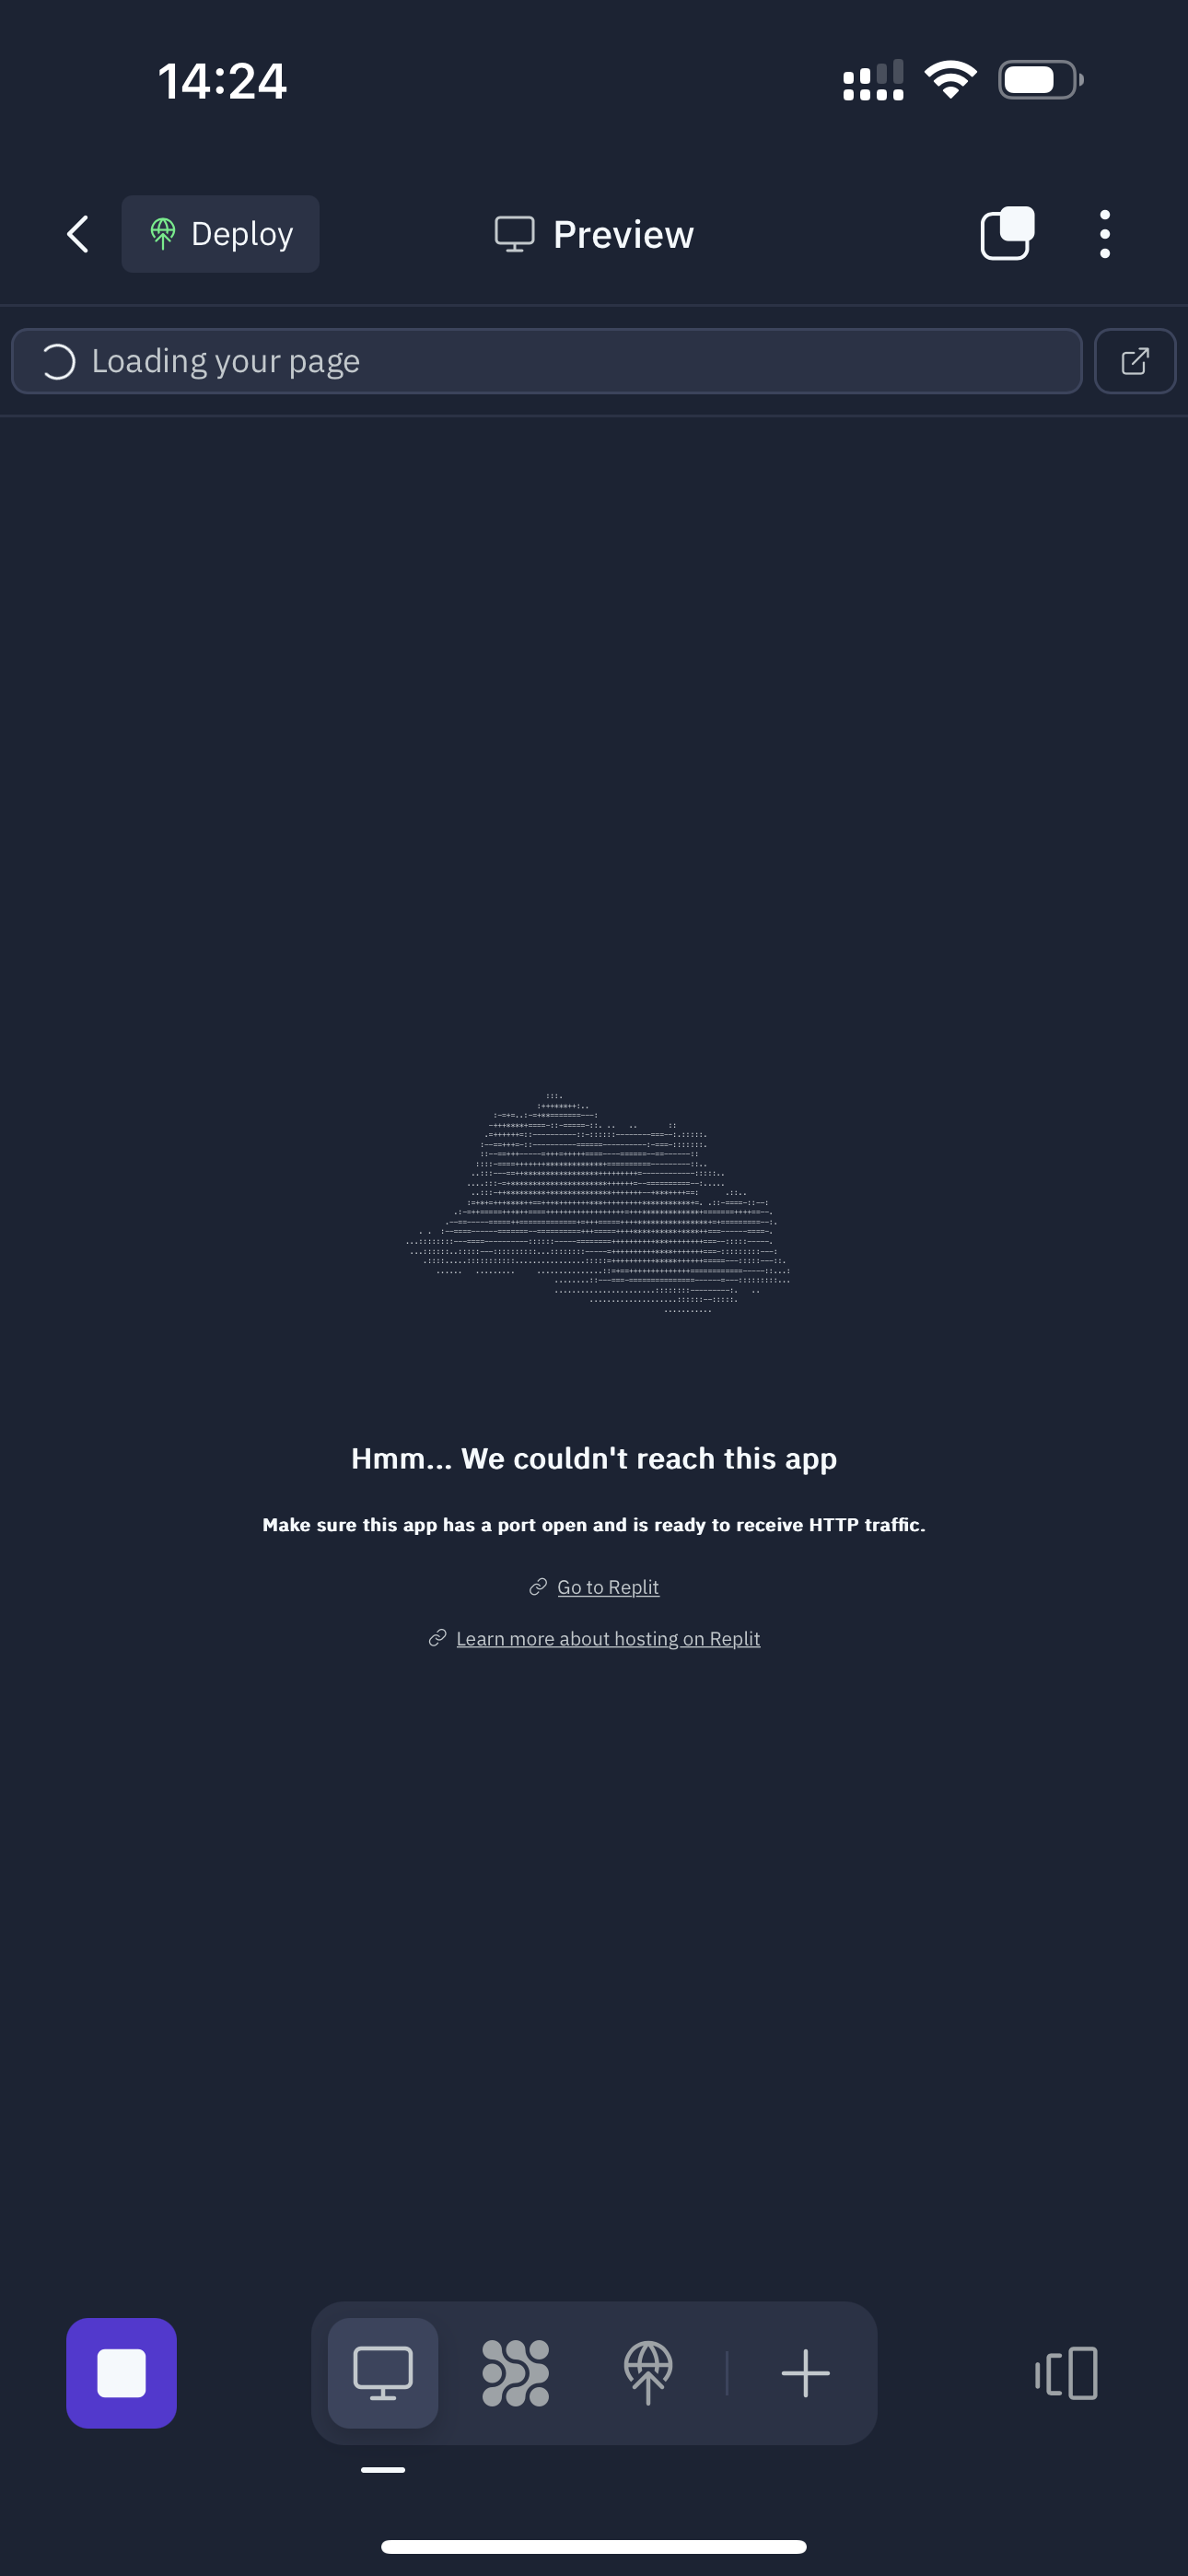 14:24
Deploy
Preview
Loading your page
Hmm... We couldn't reach this app
Make sure this app has a port open and is ready to receive HTTP traffic.
Go to Replit
Learn more about hosting on Replit